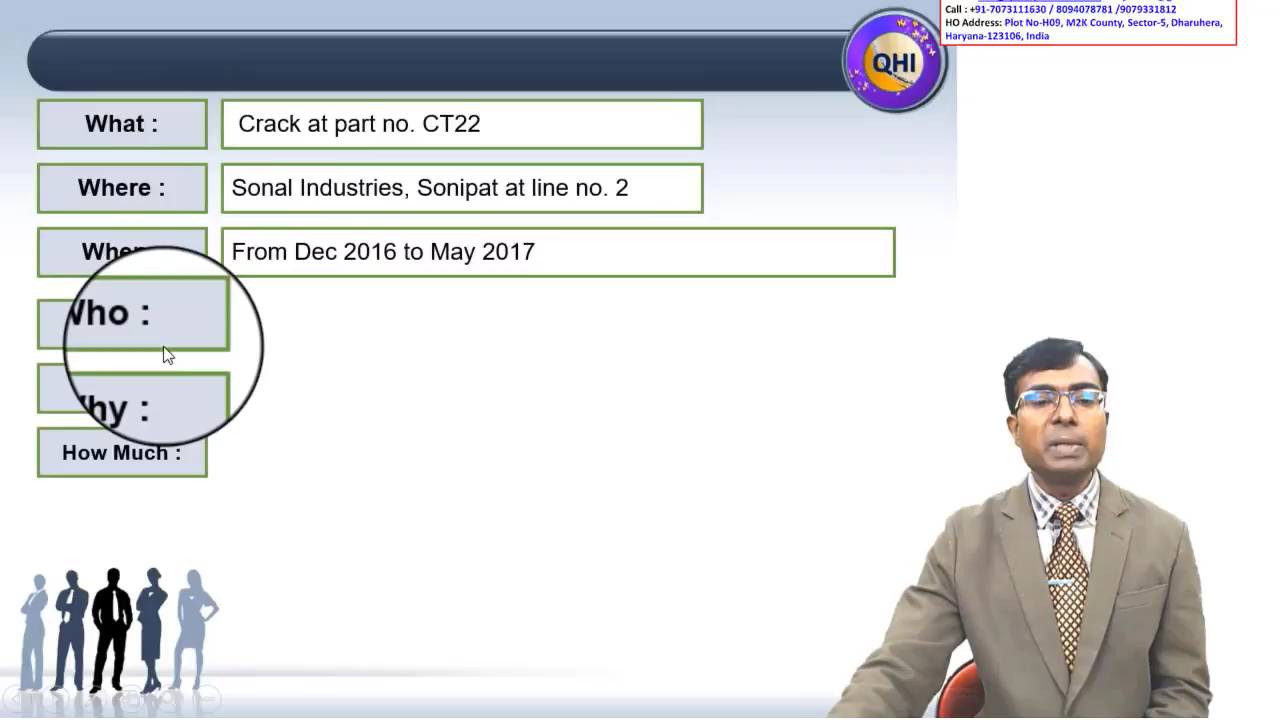 Call : +91-7073111630 / 8094078781 /9079331812
HO Address: Plot No-H09, M2K County, Sector-5, Dharuhera,
Haryana-123106, India
QHI
What :
Crack at part no. CT22
Where :
Sonal Industries, Sonipat at line no. 2
When
From Dec 2016 to May 2017
Who :
Why :
How Much :